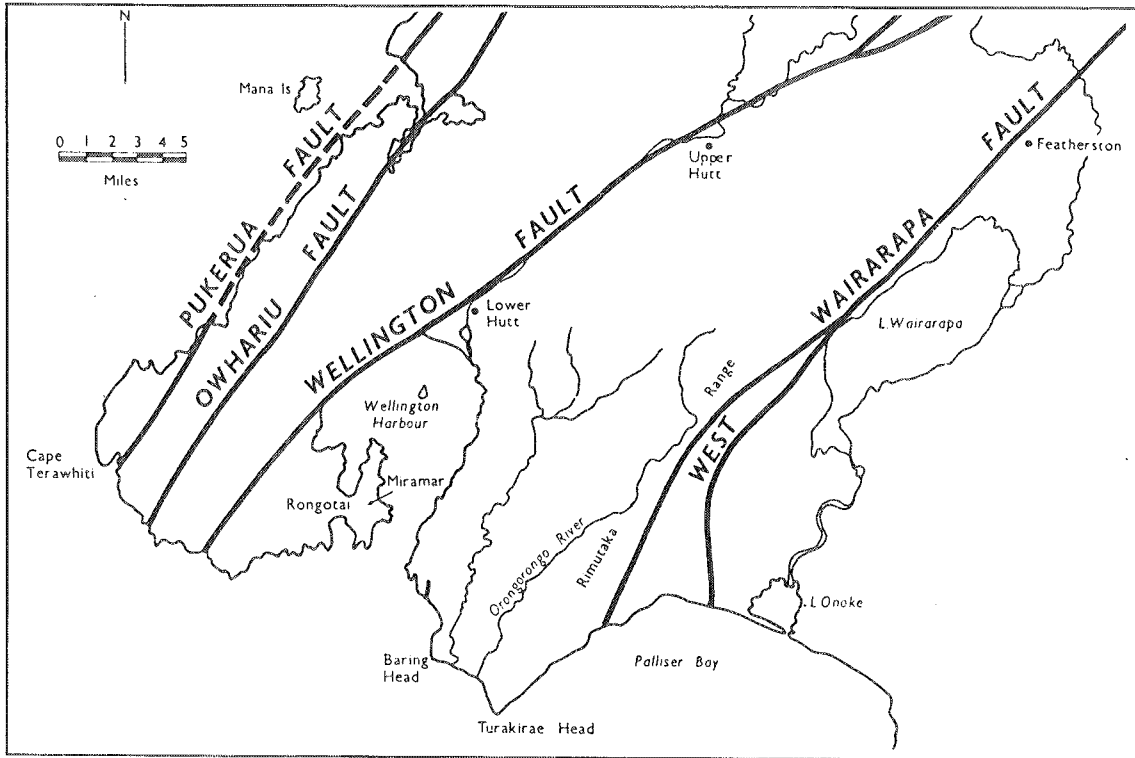 N
Mana Is
0 1 2 3 4 5
Miles
PUKERUA FAULT
OWHARIU FAULT
WELLINGTON FAULT
WEST WAIRARAPA FAULT
Upper
Hutt
Featherston
Lower
Hutt
L. Wairarapa
Wellington
Harbour
Cape
Terawhiti
Rongotai
Miramar
Orongorongo River
Rimutaka Range
L Onoke
Baring
Head
Palliser Bay
Turakirae Head